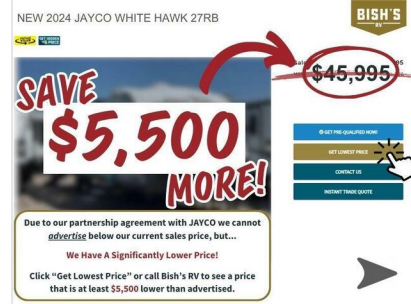 NEW 2024 JAYCO WHITE HAWK 27RB
BISH'S
RV
$45,995
SAVE
$5,500
MORE!
GET PRE-QUALIFIED NOW!
GET LOWEST PRICE
CONTACT US
INSTANT TRADE QUOTE
Due to our partnership agreement with JAYCO we cannot
advertise below our current sales price, but...
We Have A Significantly Lower Price!
Click "Get Lowest Price" or call Bish's RV to see a price
that is at least $5,500 lower than advertised.